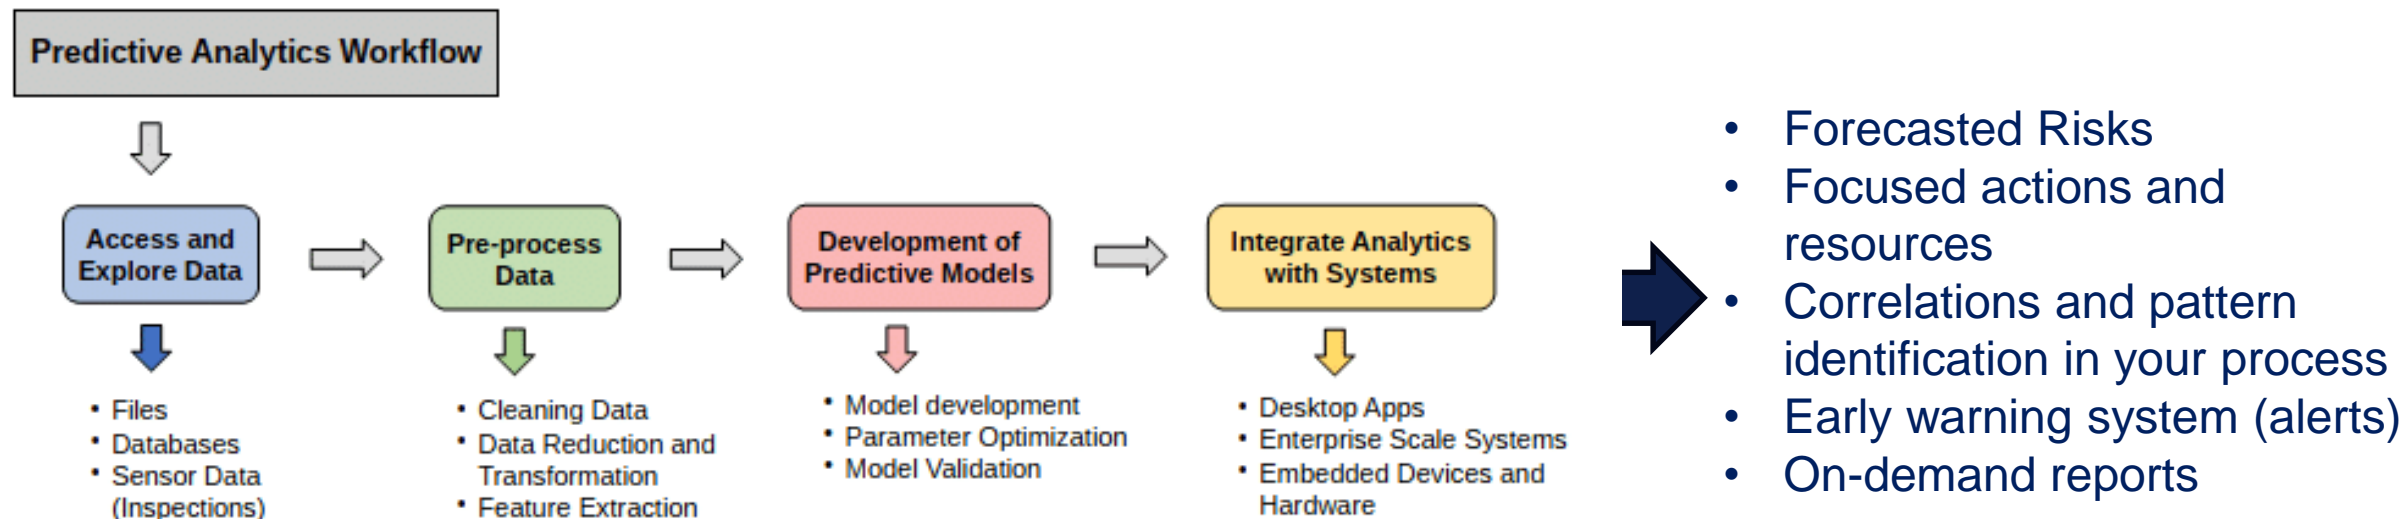 Predictive Analytics Workflow
Access and
Explore Data
Pre-process
Data
Development of
Predictive Models
Integrate Analytics
with Systems
• Files
• Databases
• Sensor Data
(Inspections)
• Cleaning Data
• Data Reduction and
Transformation
• Feature Extraction
• Model development
• Parameter Optimization
• Model Validation
• Desktop Apps
• Enterprise Scale Systems
• Embedded Devices and
Hardware
• Forecasted Risks
• Focused actions and
resources
• Correlations and pattern
identification in your process
• Early warning system (alerts)
• On-demand reports